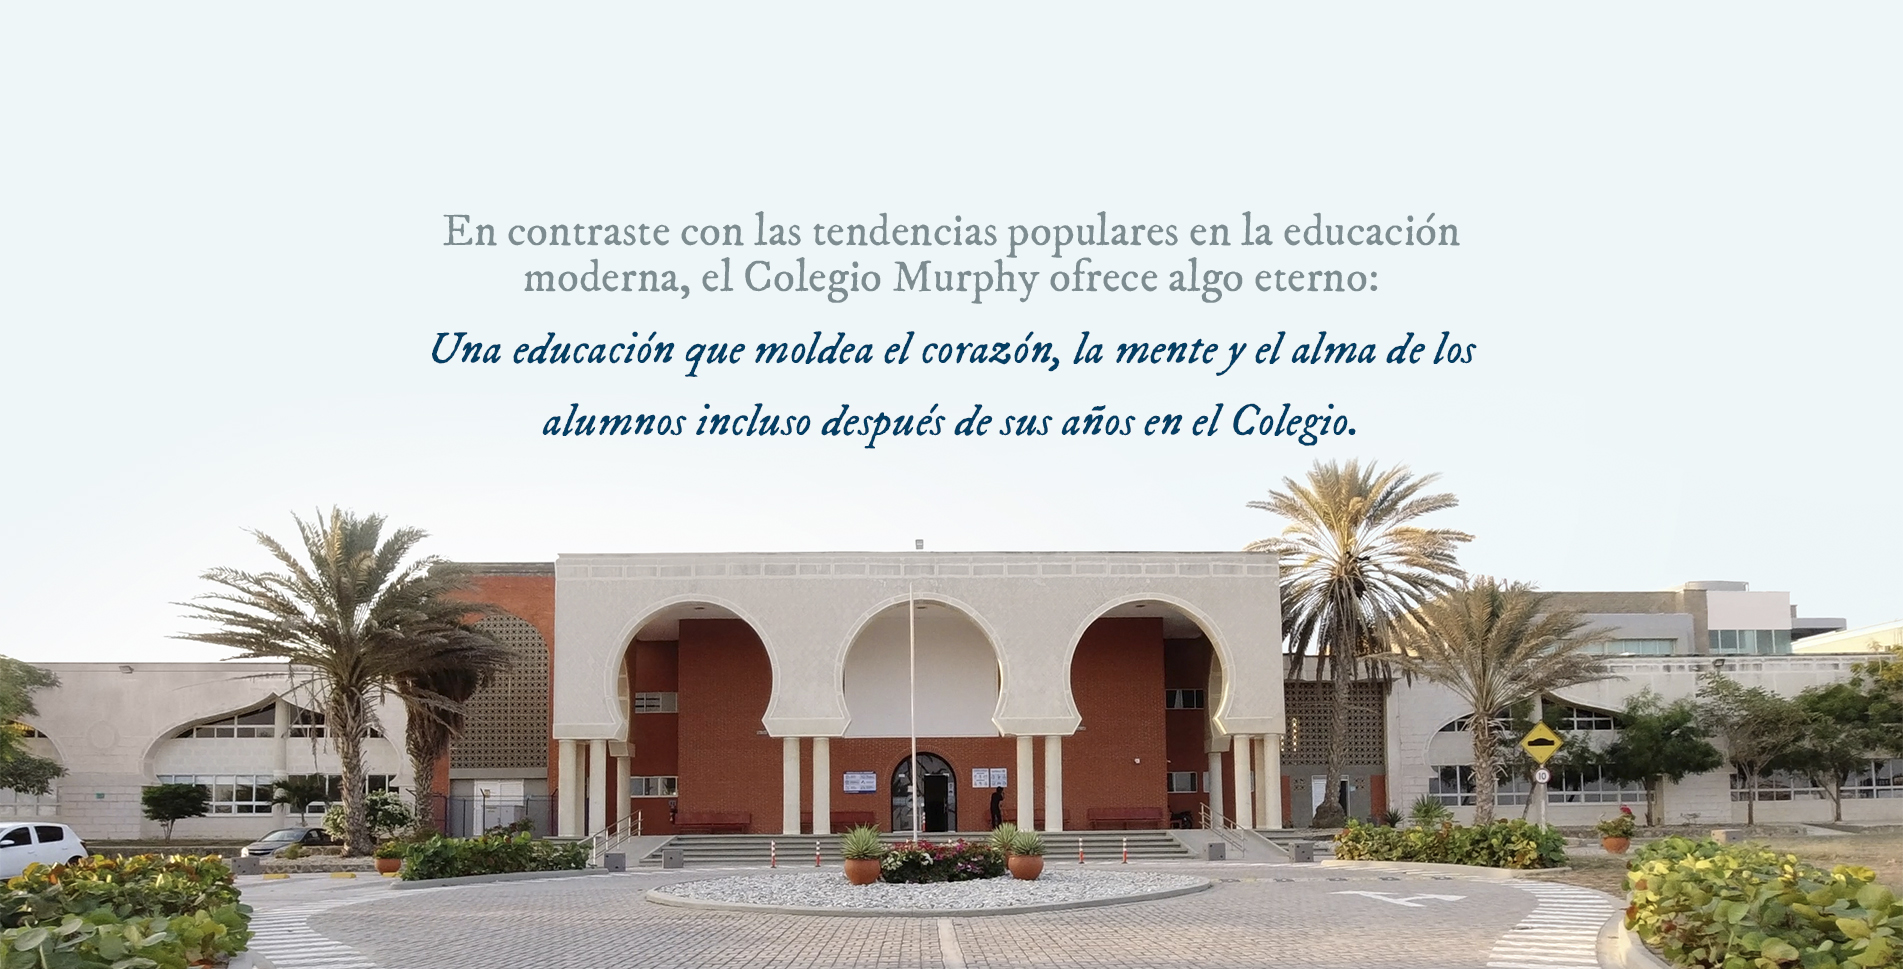 En contraste con las tendencias populares en la educación
moderna, el Colegio Murphy ofrece algo eterno:
Una educación que moldea el corazón, la mente y el alma de los
alumnos incluso después de sus años en el Colegio.
10